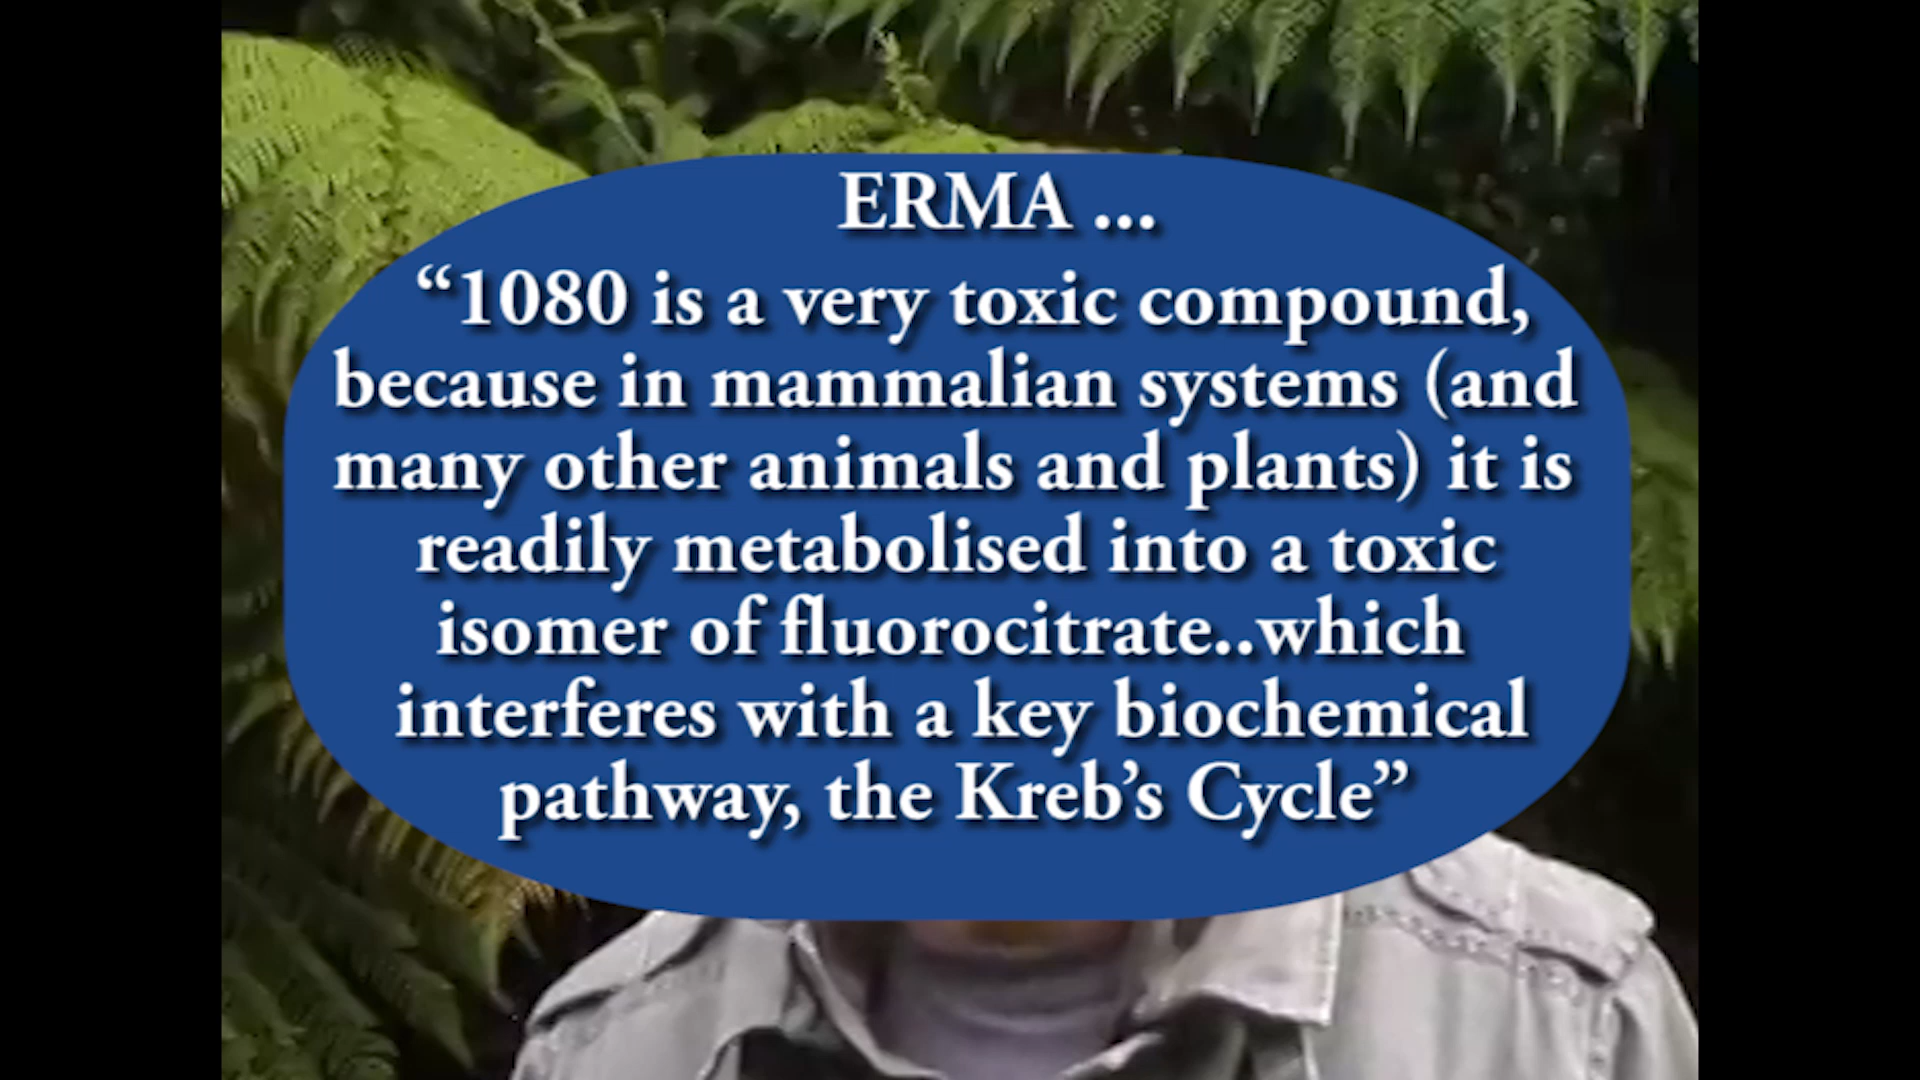 ERMA ...
“1080 is a very toxic compound,
because in mammalian systems (and
many other animals and plants) it is
readily metabolised into a toxic
isomer of fluorocitrate..which
interferes with a key biochemical
pathway, the Kreb’s Cycle”